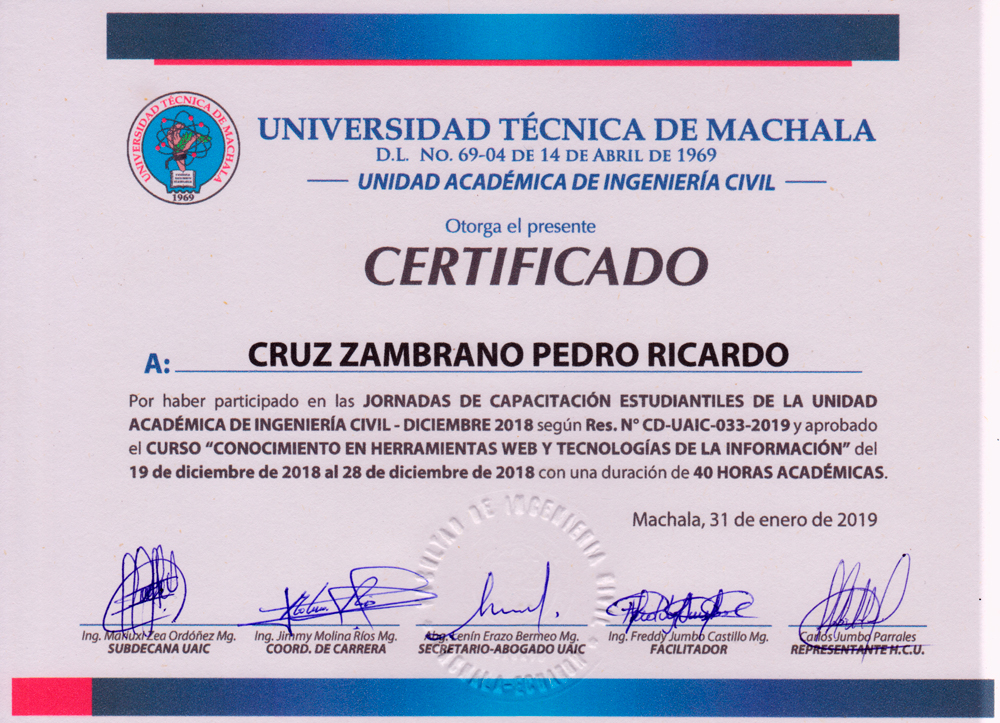 UNIVERSIDAD TÉCNICA DE MACHALA
1969
UNIVERSIDAD TÉCNICA DE MACHALA
D.L. No. 69-04 DE 14 DE ABRIL DE 1969
UNIDAD ACADÉMICA DE INGENIERÍA CIVIL
Otorga el presente
CERTIFICADO
A: CRUZ ZAMBRANO PEDRO RICARDO
Por haber participado en las JORNADAS DE CAPACITACIÓN ESTUDIANTILES DE LA UNIDAD
ACADÉMICA DE INGENIERÍA CIVIL - DICIEMBRE 2018 según Res. N° CD-UAIC-033-2019 y aprobado
el CURSO “CONOCIMIENTO EN HERRAMIENTAS WEB Y TECNOLOGÍAS DE LA INFORMACIÓN” del
19 de diciembre de 2018 al 28 de diciembre de 2018 con una duración de 40 HORAS ACADÉMICAS.
Machala, 31 de enero de 2019
DE INGENIERIA CIVIL
Ing. Mariuxi Zea Ordóñez Mg.
SUBDECANA UAIC
Ing. Jimmy Molina Ríos Mg.
COORD. DE CARRERA
Abg. Lenín Erazo Bermeo Mg.
SECRETARIO-ABOGADO UAIC
Ing. Freddy Jumbo Castillo Mg.
FACILITADOR
Carlos Jumbo Parrales
REPRESENTANTE H.C.U.